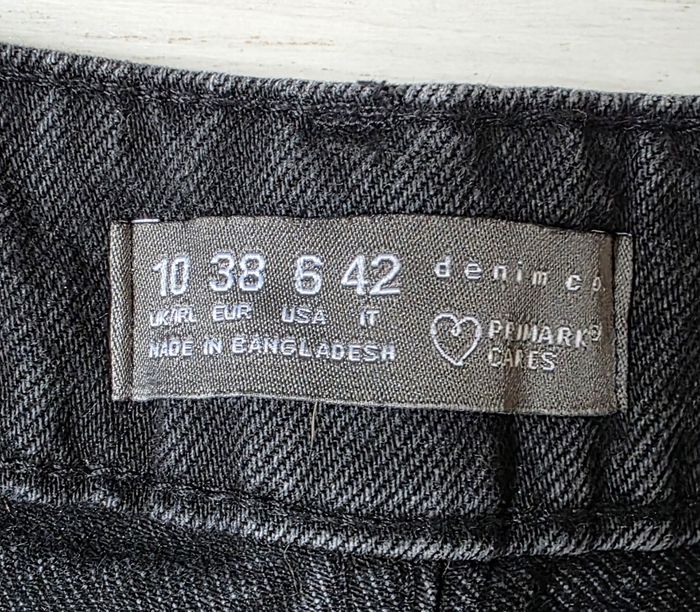 10 38 6 42
UK/IRL EUR USA IT
MADE IN BANGLADESH
denim co
PRIMARK®
CARES